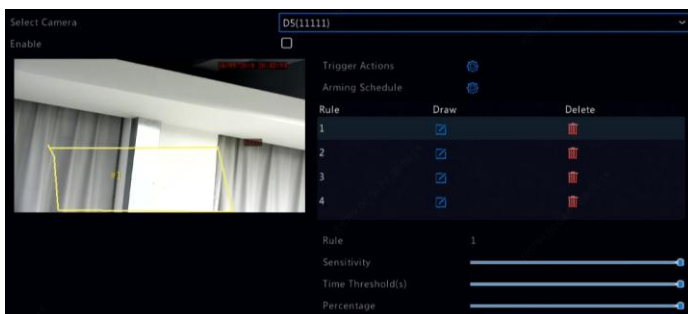 Select Camera
D5(11111)
Enable
Trigger Actions
Arming Schedule
Rule Draw Delete
1
2
3
4
Rule 1
Sensitivity
Time Threshold(s)
Percentage